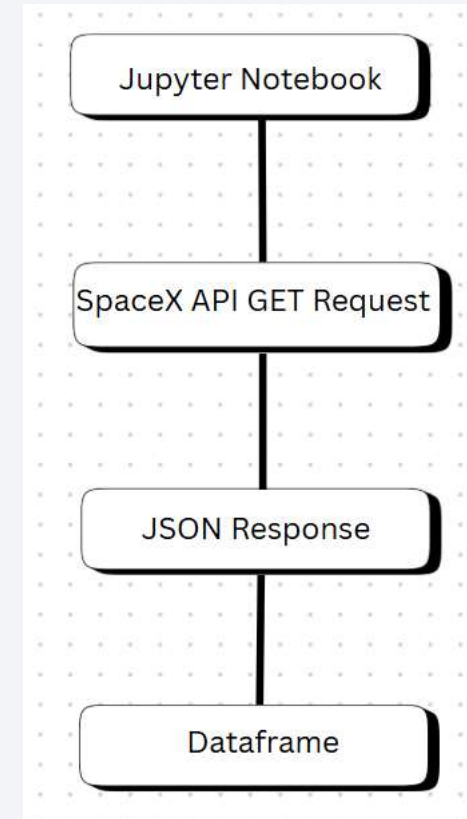 Jupyter Notebook
SpaceX API GET Request
JSON Response
Dataframe